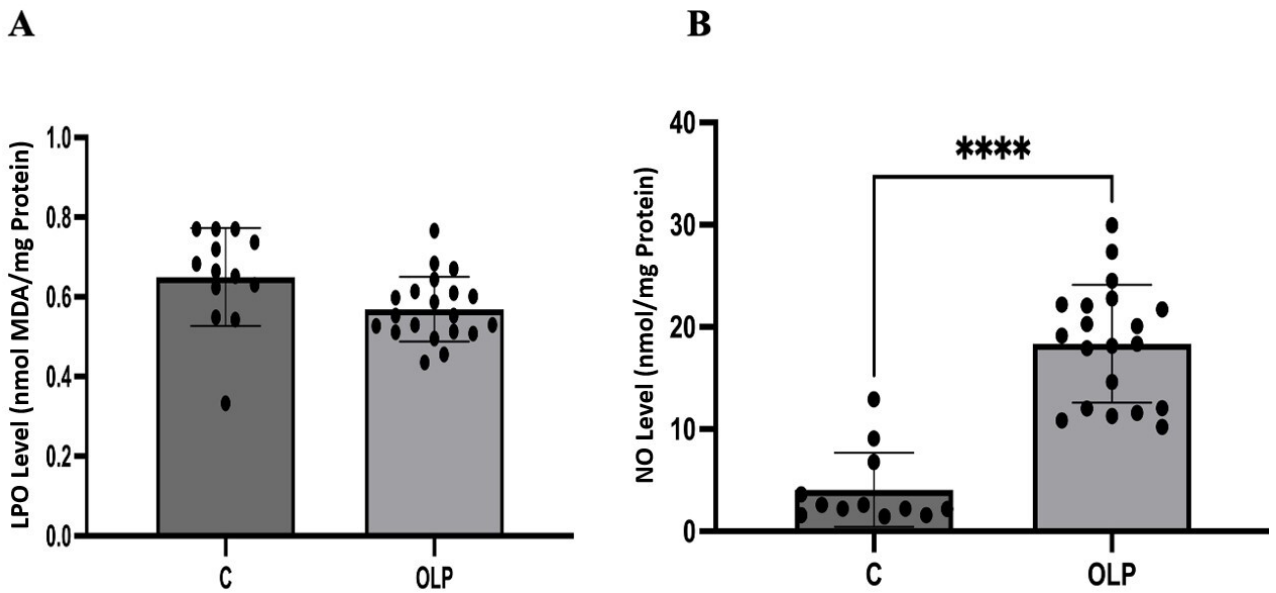 A
LPO Level (nmol MDA/mg Protein)
1.0
0.8
0.6
0.4
0.2
0.0
C
OLP
B
NO Level (nmol/mg Protein)
40
30
20
10
0
****
C
OLP